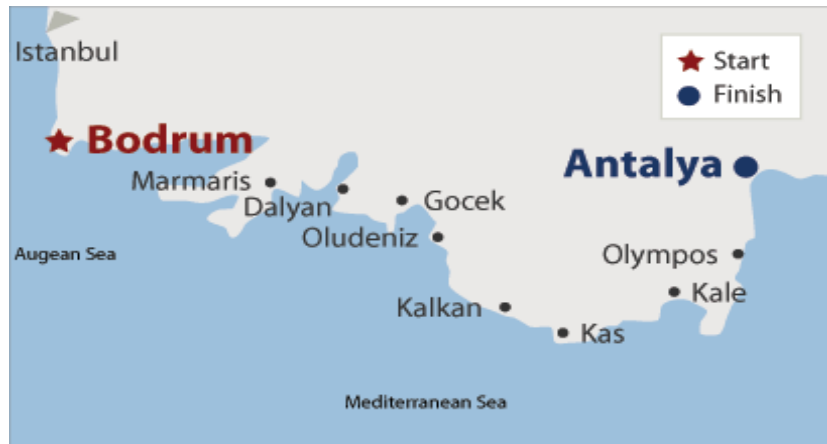 Istanbul
Start
Finish
Bodrum
Antalya
Marmaris
Dalyan
Gocek
Oludeniz
Augean Sea
Olympos
Kale
Kalkan
Kas
Mediterranean Sea